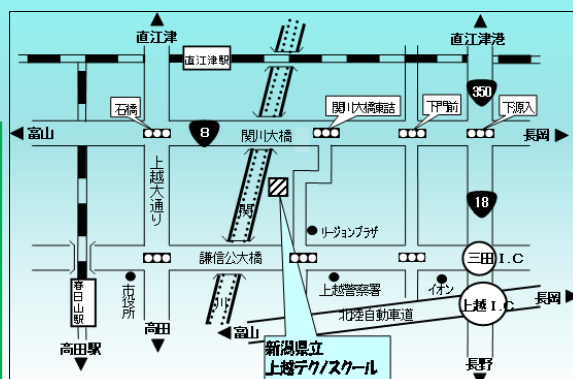 直江津
直江津港
直江津駅
350
石橋
関川大橋東詰
下門前
下源入
富山
8
関川大橋
長岡
上越大通り
関
18
リージョンプラザ
謙信公大橋
三田I.C
市役所
川
上越警察署
イオン
春日山駅
上越I.C
長岡
北陸自動車道
高田
富山
高田駅
新潟県立
上越テクノスクール
長野